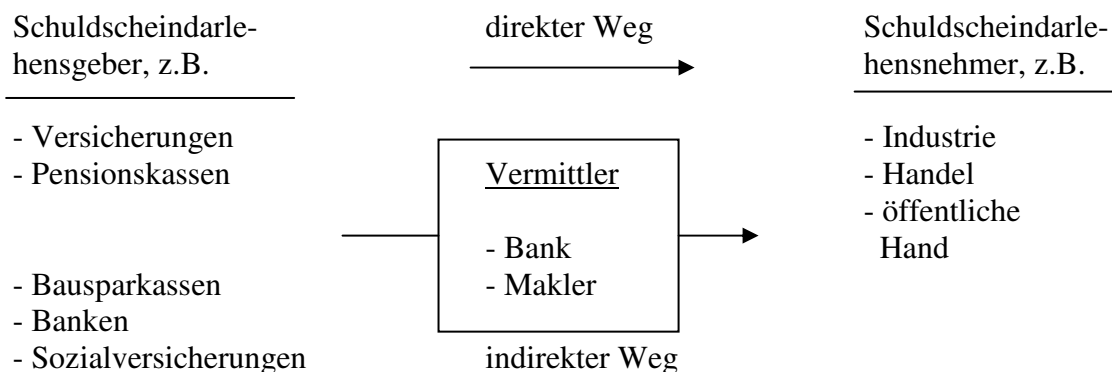 Schuldscheindarle-
hensgeber, z.B.
- Versicherungen
- Pensionskassen
- Bausparkassen
- Banken
- Sozialversicherungen
direkter Weg
Vermittler
- Bank
- Makler
indirekter Weg
Schuldscheindarle-
hensnehmer, z.B.
- Industrie
- Handel
- öffentliche
Hand